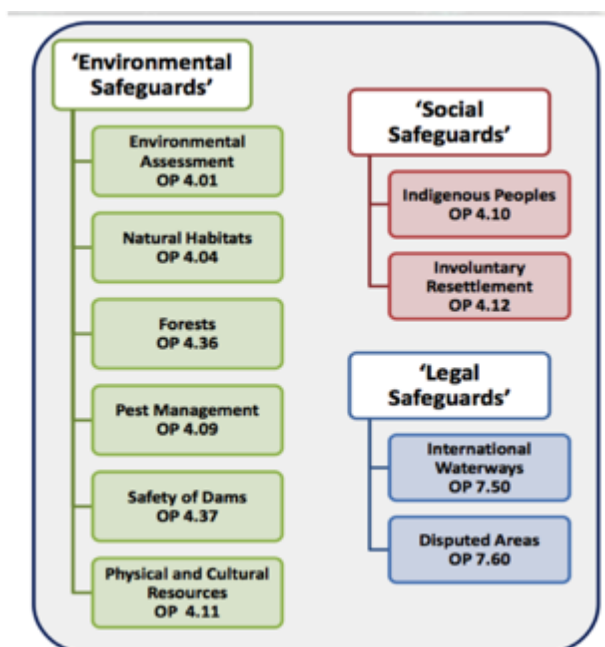 ‘Environmental
Safeguards’
Environmental
Assessment
OP 4.01
Natural Habitats
OP 4.04
Forests
OP 4.36
Pest Management
OP 4.09
Safety of Dams
OP 4.37
Physical and Cultural
Resources
OP 4.11
‘Social
Safeguards’
Indigenous Peoples
OP 4.10
Involuntary
Resettlement
OP 4.12
‘Legal
Safeguards’
International
Waterways
OP 7.50
Disputed Areas
OP 7.60